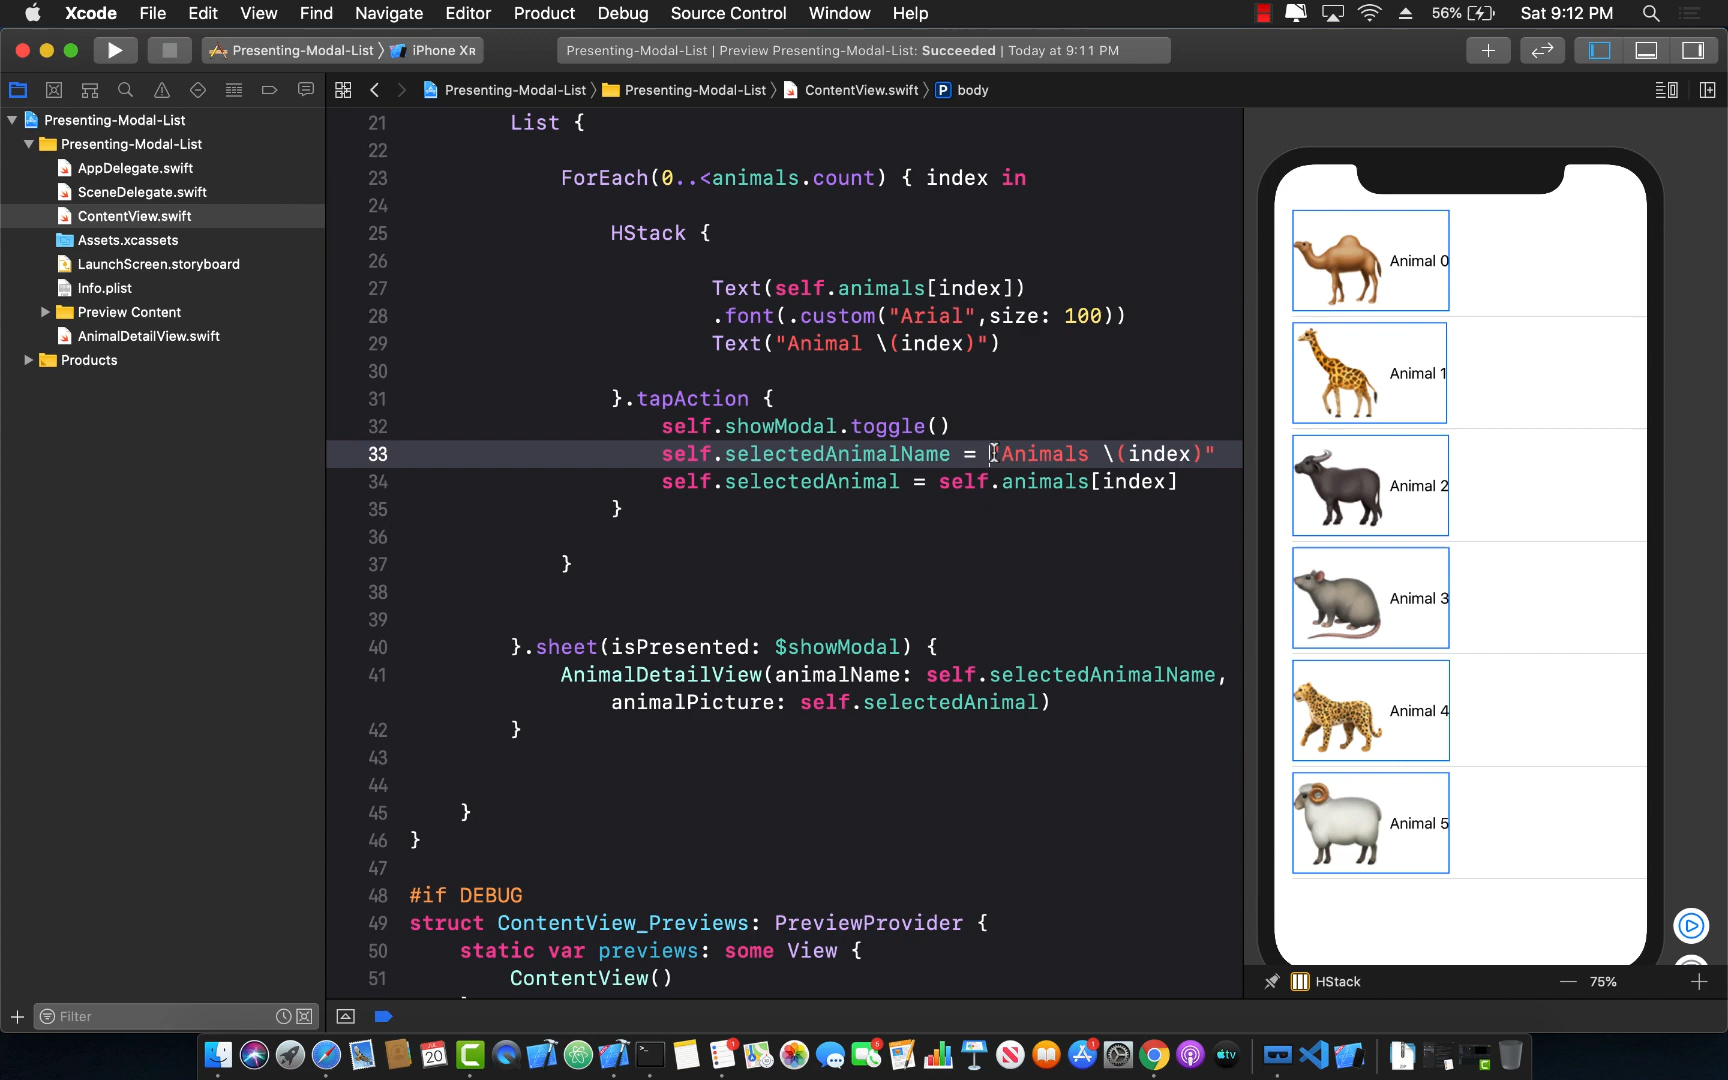 Xcode File Edit View Find Navigate Editor Product Debug Source Control Window Help
56% Sat 9:12 PM
Presenting-Modal-List iPhone XR
Presenting-Modal-List | Preview Presenting-Modal-List: Succeeded | Today at 9:11 PM
Presenting-Modal-List Presenting-Modal-List ContentView.swift P body
Presenting-Modal-List
Presenting-Modal-List
AppDelegate.swift
SceneDelegate.swift
ContentView.swift
Assets.xcassets
LaunchScreen.storyboard
Info.plist
Preview Content
AnimalDetailView.swift
Products
Filter
21 List {
22
23 ForEach(0..<animals.count) { index in
24
25 HStack {
26
27 Text(self.animals[index])
28 .font(.custom("Arial",size: 100))
29 Text("Animal \(index)")
30
31 }.tapAction {
32 self.showModal.toggle()
33 self.selectedAnimalName = "Animals \(index)"
34 self.selectedAnimal = self.animals[index]
35 }
36
37 }
38
39
40 }.sheet(isPresented: $showModal) {
41 AnimalDetailView(animalName: self.selectedAnimalName,
animalPicture: self.selectedAnimal)
42 }
43
44
45 }
46 }
47
48 #if DEBUG
49 struct ContentView_Previews: PreviewProvider {
50 static var previews: some View {
51 ContentView()
Animal 0
Animal 1
Animal 2
Animal 3
Animal 4
Animal 5
HStack
75%
20
1
5
1
tv